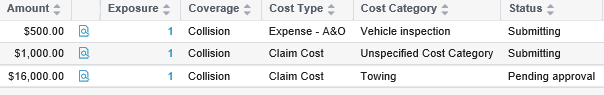 Amount Exposure Coverage Cost Type Cost Category Status
$500.00 1 Collision Expense - A&O Vehicle inspection Submitting
$1,000.00 1 Collision Claim Cost Unspecified Cost Category Submitting
$16,000.00 1 Collision Claim Cost Towing Pending approval